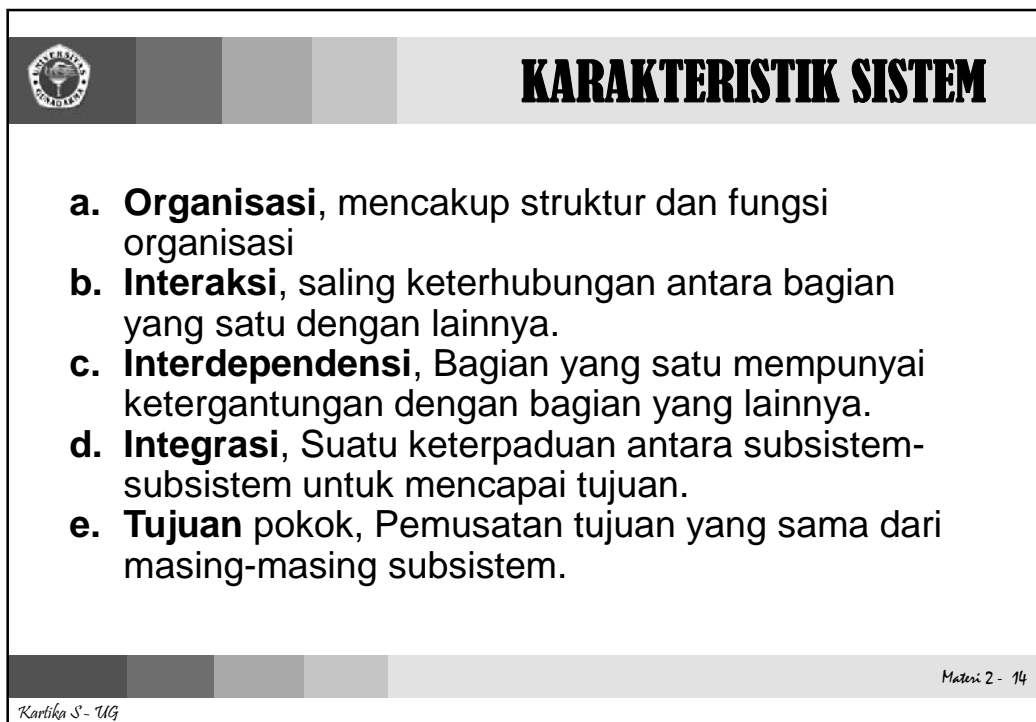 UNIVERSITAS
GUNADARMA
KARAKTERISTIK SISTEM
a. Organisasi, mencakup struktur dan fungsi
organisasi
b. Interaksi, saling keterhubungan antara bagian
yang satu dengan lainnya.
c. Interdependensi, Bagian yang satu mempunyai
ketergantungan dengan bagian yang lainnya.
d. Integrasi, Suatu keterpaduan antara subsistem-
subsistem untuk mencapai tujuan.
e. Tujuan pokok, Pemusatan tujuan yang sama dari
masing-masing subsistem.
Materi 2 - 14
Kartika S - UG